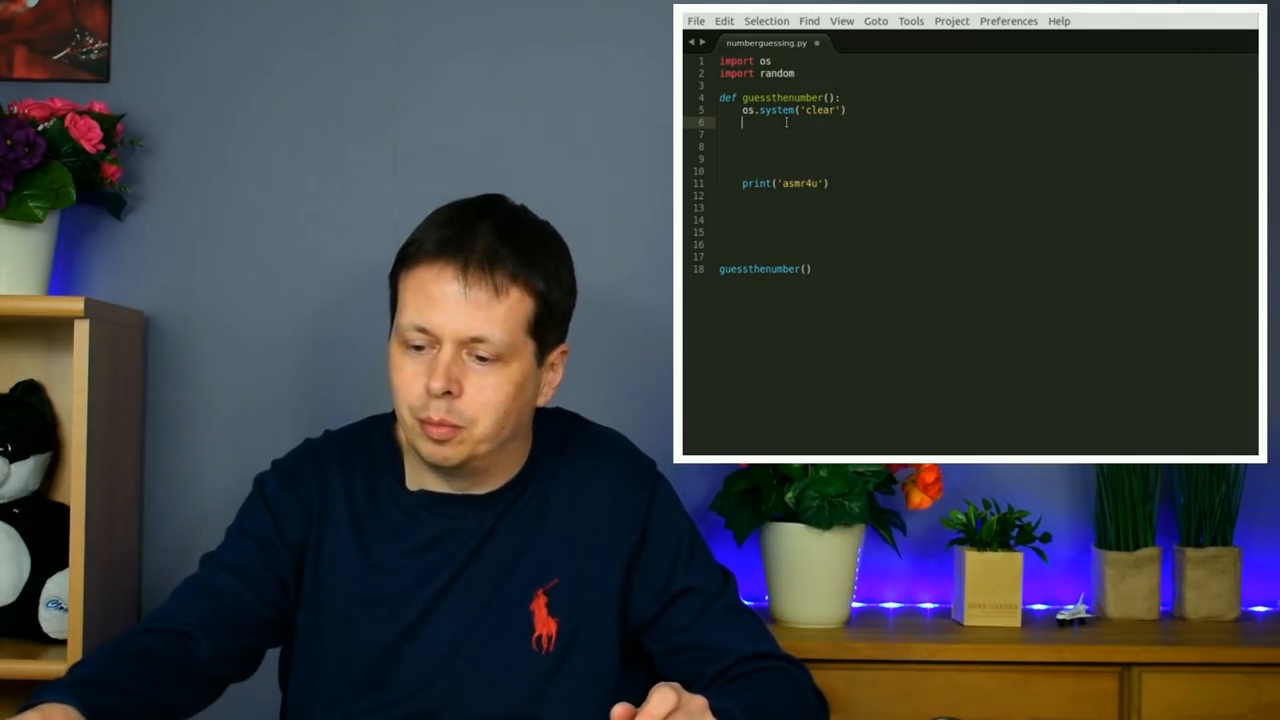 File Edit Selection Find View Goto Tools Project Preferences Help
numberguessing.py
1 import os
2 import random
3
4 def guessthenumber():
5 os.system('clear')
6
7
8
9
10
11 print('asmr4u')
12
13
14
15
16
17
18 guessthenumber()
HERB GARDEN